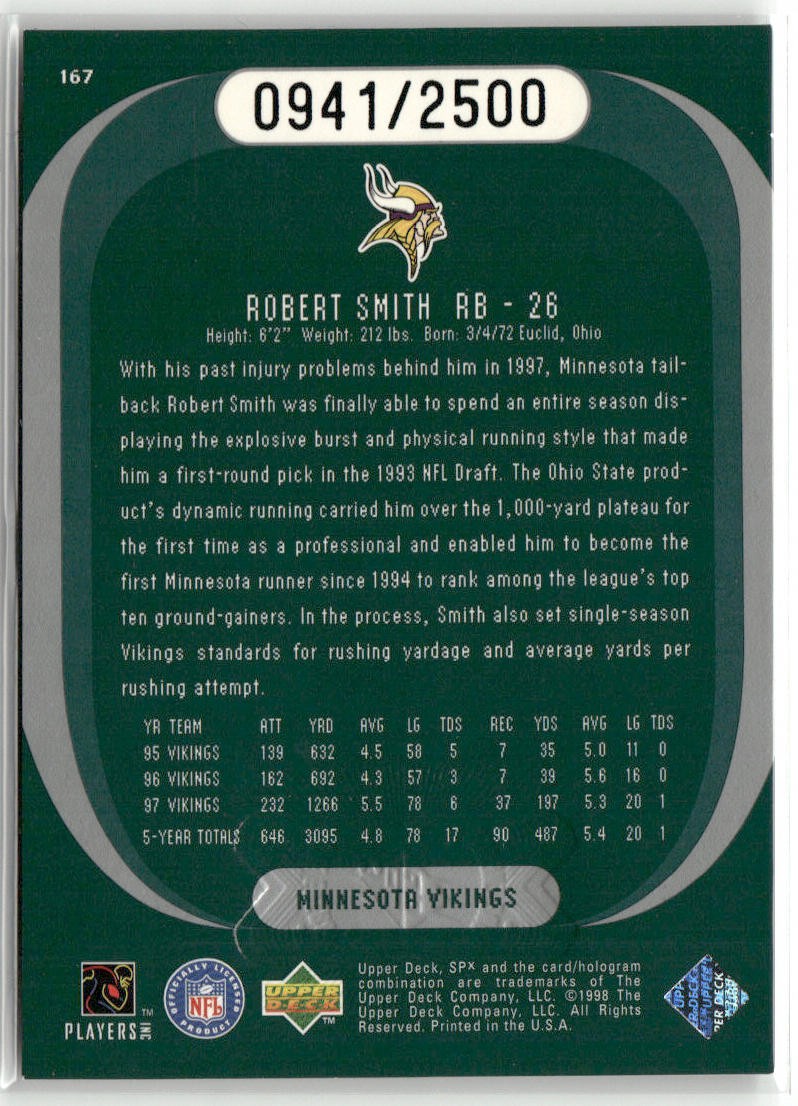 167
0941/2500
ROBERT SMITH RB - 26
Height: 6'2" Weight: 212 lbs. Born: 3/4/72 Euclid, Ohio
With his past injury problems behind him in 1997, Minnesota tail-
back Robert Smith was finally able to spend an entire season dis-
playing the explosive burst and physical running style that made
him a first-round pick in the 1993 NFL Draft. The Ohio State prod-
uct's dynamic running carried him over the 1,000-yard plateau for
the first time as a professional and enabled him to become the
first Minnesota runner since 1994 to rank among the league's top
ten ground-gainers. In the process, Smith also set single-season
Vikings standards for rushing yardage and average yards per
rushing attempt.
YR TEAM ATT YRD AVG LG TDS REC YDS AVG LG TDS
95 VIKINGS 139 632 4.5 58 5 7 35 5.0 11 0
96 VIKINGS 162 692 4.3 57 3 7 39 5.6 16 0
97 VIKINGS 232 1266 5.5 78 6 37 197 5.3 20 1
5-YEAR TOTALS 646 3095 4.8 78 17 90 487 5.4 20 1
MINNESOTA VIKINGS
PLAYERS INC ™
OFFICIALLY LICENSED
NFL
PRODUCT
UPPER
DECK ™
Upper Deck, SPx and the card/hologram
combination are trademarks of The
Upper Deck Company, LLC. ©1998 The
Upper Deck Company, LLC. All Rights
Reserved. Printed in the U.S.A.